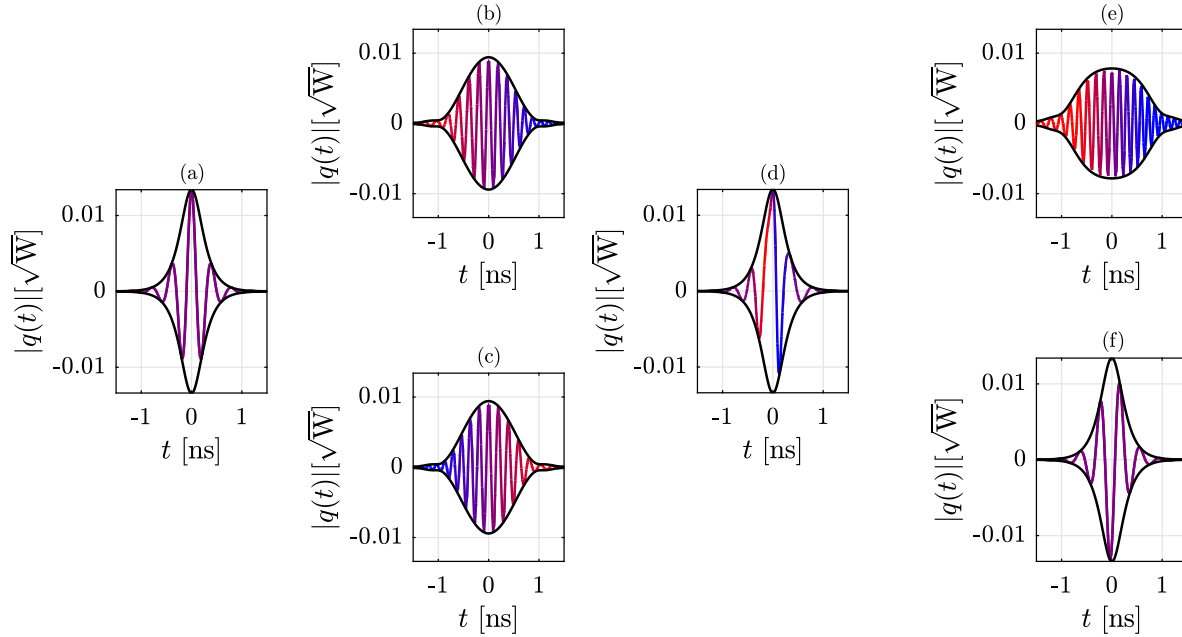 (b)
|q(t)|[√W]
0.01
0
-0.01
-1 0 1
t [ns]
(e)
|q(t)|[√W]
0.01
0
-0.01
-1 0 1
t [ns]
(a)
|q(t)|[√W]
0.01
0
-0.01
-1 0 1
t [ns]
(d)
|q(t)|[√W]
0.01
0
-0.01
-1 0 1
t [ns]
(c)
|q(t)|[√W]
0.01
0
-0.01
-1 0 1
t [ns]
(f)
|q(t)|[√W]
0.01
0
-0.01
-1 0 1
t [ns]